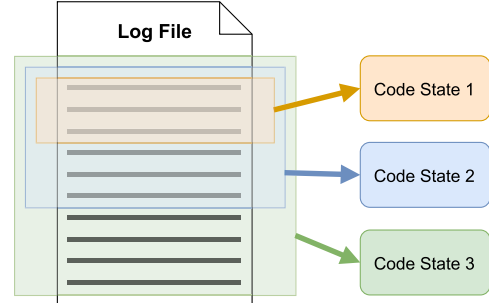 Log File
Code State 1
Code State 2
Code State 3